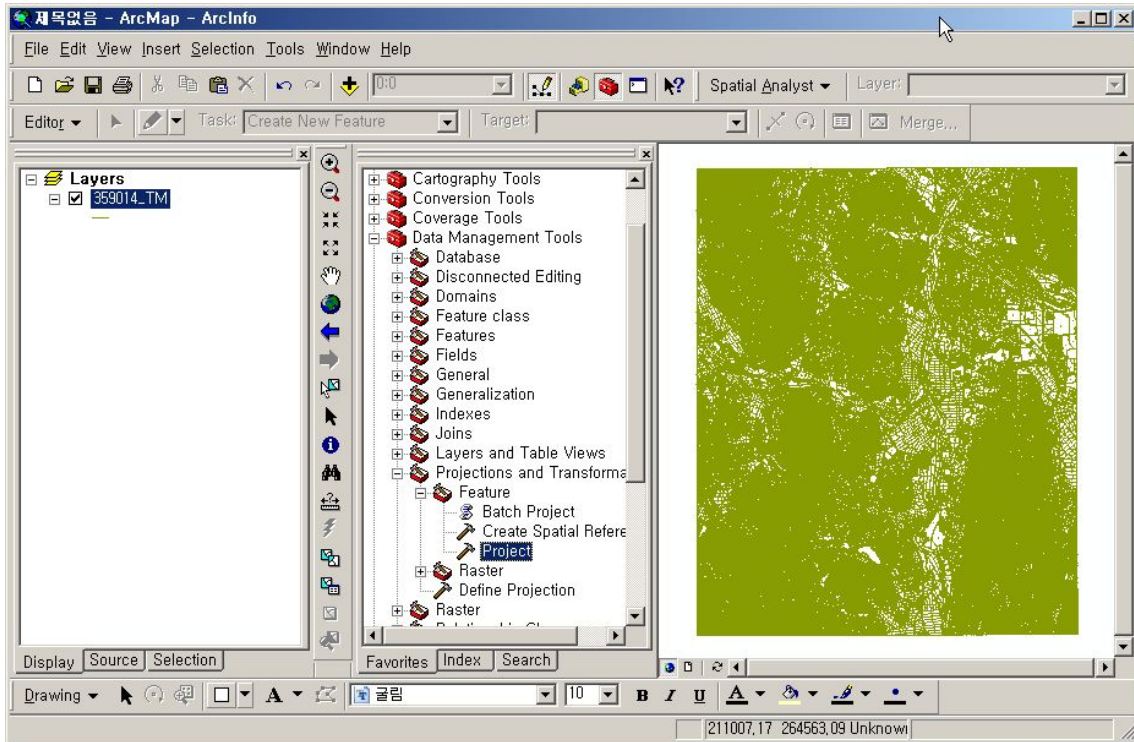 제목없음 - ArcMap - ArcInfo
File Edit View Insert Selection Tools Window Help
0:0
Spatial Analyst
Layer:
Editor
Task: Create New Feature
Target:
Merge...
Layers
359014_TM
Cartography Tools
Conversion Tools
Coverage Tools
Data Management Tools
Database
Disconnected Editing
Domains
Feature class
Features
Fields
General
Generalization
Indexes
Joins
Layers and Table Views
Projections and Transforma
Feature
Batch Project
Create Spatial Refere
Project
Raster
Define Projection
Raster
Display Source Selection
Favorites Index Search
Drawing
A
굴림
10
B I U A
211007,17 264563,09 Unknow